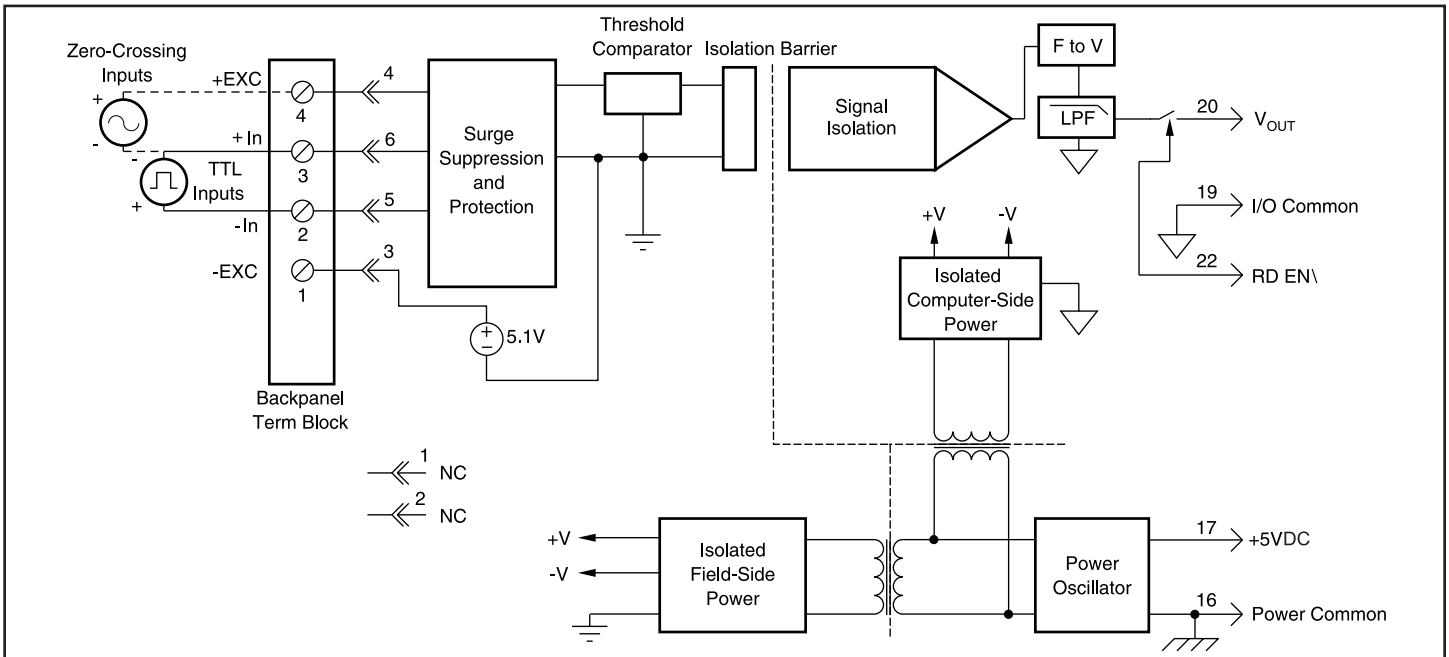 Zero-Crossing
Inputs
+EXC
+
-
+ In
-
TTL
Inputs
+
-In
-EXC
4
3
2
1
Backpanel
Term Block
4
6
5
3
Surge
Suppression
and
Protection
+
−
5.1V
Threshold
Comparator
Isolation Barrier
Signal
Isolation
F to V
LPF
20
VOUT
19
I/O Common
22
RD EN\
+V
-V
Isolated
Computer-Side
Power
1
NC
2
NC
+V
-V
Isolated
Field-Side
Power
Power
Oscillator
17
+5VDC
16
Power Common